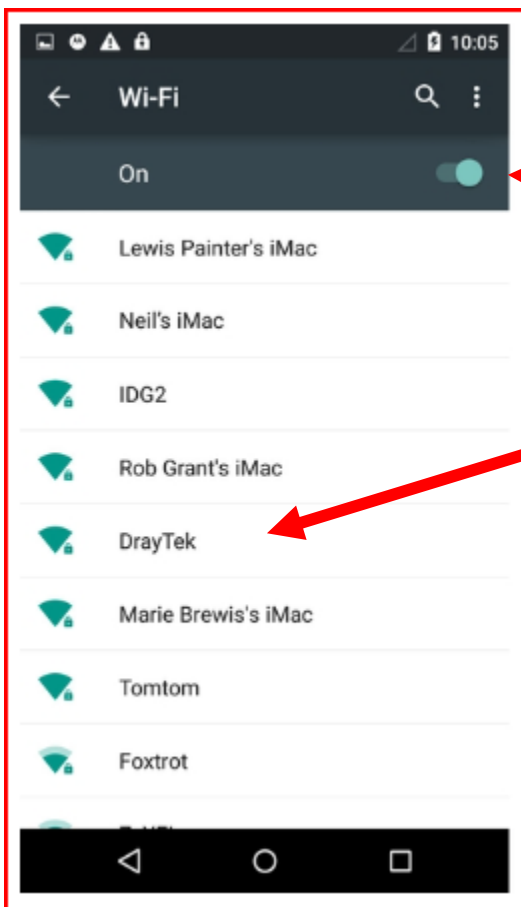 10:05
Wi-Fi
On
Lewis Painter's iMac
Neil's iMac
IDG2
Rob Grant's iMac
DrayTek
Marie Brewis's iMac
Tomtom
Foxtrot